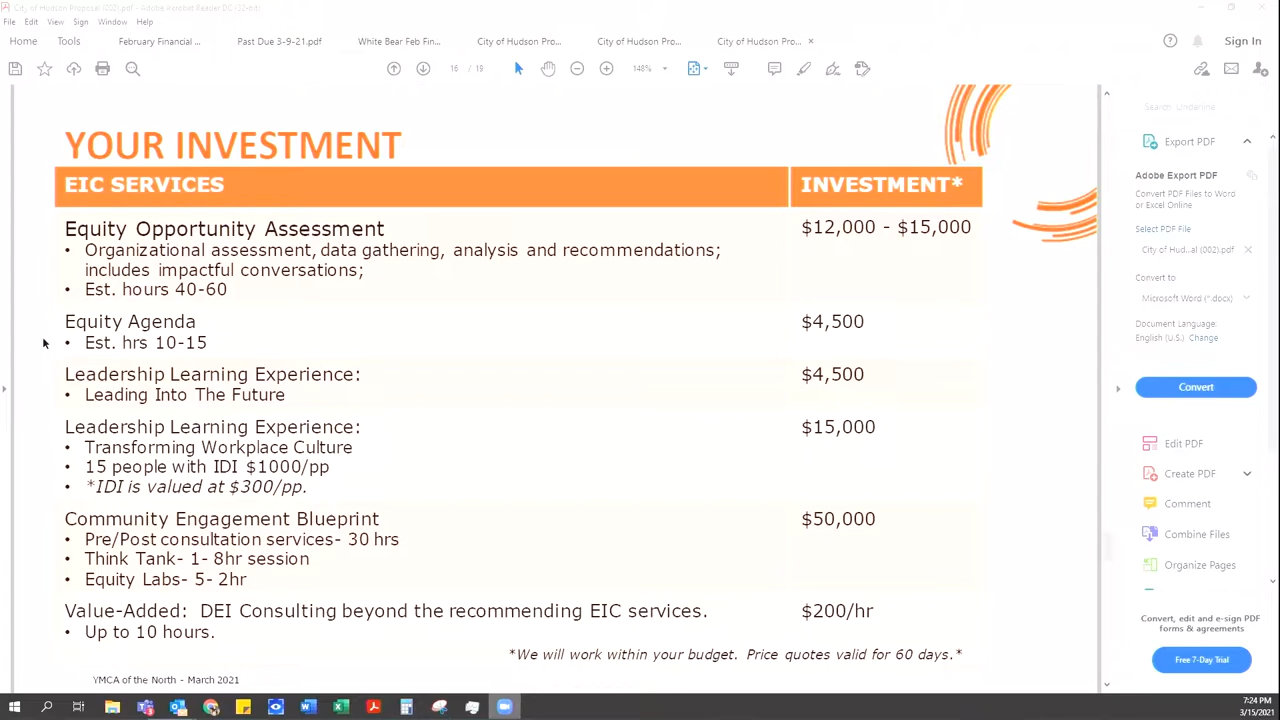 City of Hudson Proposal (002).pdf - Adobe Acrobat Reader DC (32-bit)
File Edit View Sign Window Help
Home Tools February Financial ... Past Due 3-9-21.pdf White Bear Feb Fin... City of Hudson Pro... City of Hudson Pro... City of Hudson Pro... × Sign In
16 / 19 148%
YOUR INVESTMENT
EIC SERVICES INVESTMENT*
Equity Opportunity Assessment $12,000 - $15,000
• Organizational assessment, data gathering, analysis and recommendations;
includes impactful conversations;
• Est. hours 40-60
Equity Agenda $4,500
• Est. hrs 10-15
Leadership Learning Experience: $4,500
• Leading Into The Future
Leadership Learning Experience: $15,000
• Transforming Workplace Culture
• 15 people with IDI $1000/pp
• *IDI is valued at $300/pp.
Community Engagement Blueprint $50,000
• Pre/Post consultation services- 30 hrs
• Think Tank- 1- 8hr session
• Equity Labs- 5- 2hr
Value-Added: DEI Consulting beyond the recommending EIC services. $200/hr
• Up to 10 hours.
*We will work within your budget. Price quotes valid for 60 days.*
YMCA of the North - March 2021
Search Underline
Export PDF
Adobe Export PDF
Convert PDF Files to Word
or Excel Online
Select PDF File
City of Hud...al (002).pdf ×
Convert to
Microsoft Word (*.docx)
Document Language:
English (U.S.) Change
Convert
Edit PDF
Create PDF
Comment
Combine Files
Organize Pages
Convert, edit and e-sign PDF
forms & agreements
Free 7-Day Trial
7:24 PM
3/15/2021